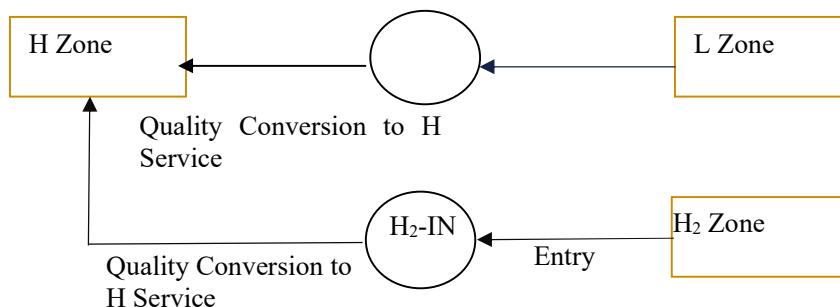 H Zone
L Zone
Quality Conversion to H
Service
H₂-IN
H₂ Zone
Entry
Quality Conversion to
H Service